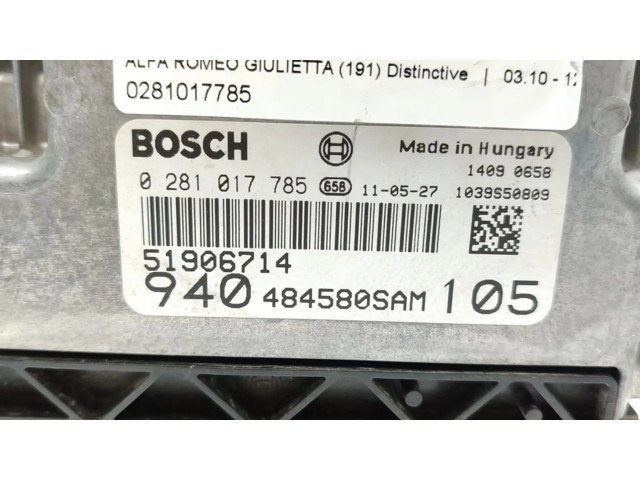 ALFA ROMEO GIULIETTA (191) Distinctive | 03.10 - 12
0281017785
BOSCH Made in Hungary
1409 0658
0 281 017 785 658 11-05-27 1039S50809
51906714
940 484580SAM 105